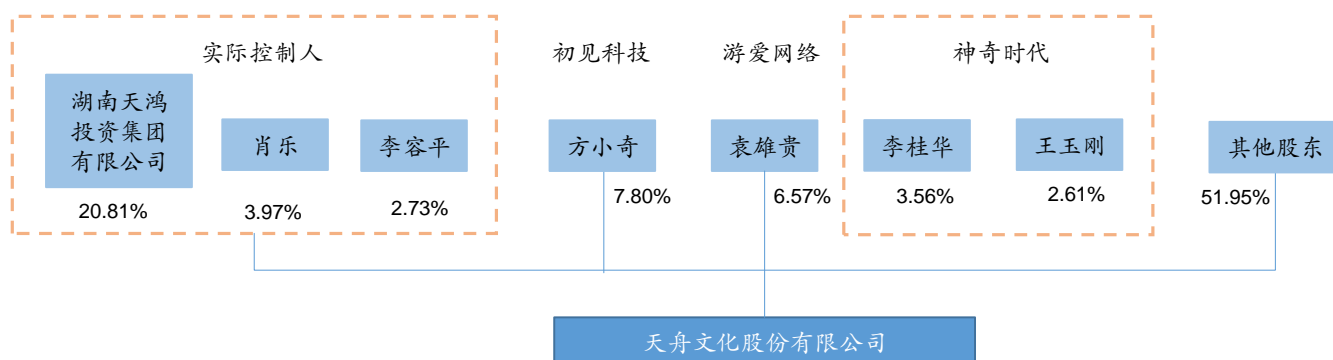 实际控制人
初见科技
游爱网络
神奇时代
湖南天鸿
投资集团
有限公司
肖乐
李容平
方小奇
袁雄贵
李桂华
王玉刚
其他股东
20.81%
3.97%
2.73%
7.80%
6.57%
3.56%
2.61%
51.95%
天舟文化股份有限公司